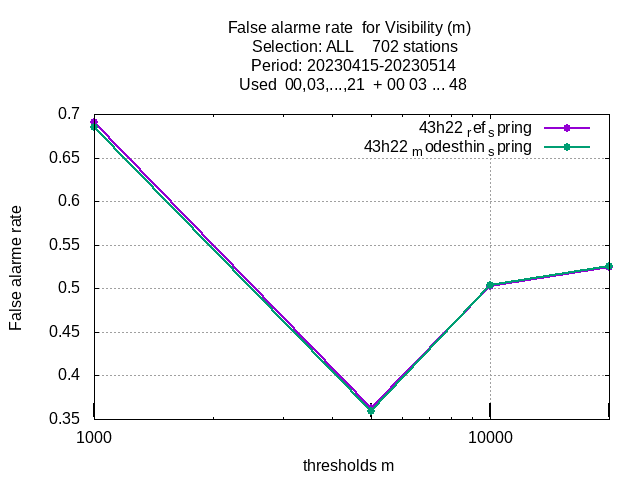 False alarme rate  for Visibility (m)
Selection: ALL    702 stations
Period: 20230415-20230514
Used  00,03,...,21  + 00 03 ... 48
43h22 ref spring
43h22 modesthin spring
0.7
0.65
0.6
0.55
0.5
0.45
0.4
0.35
False alarme rate
1000
10000
thresholds m